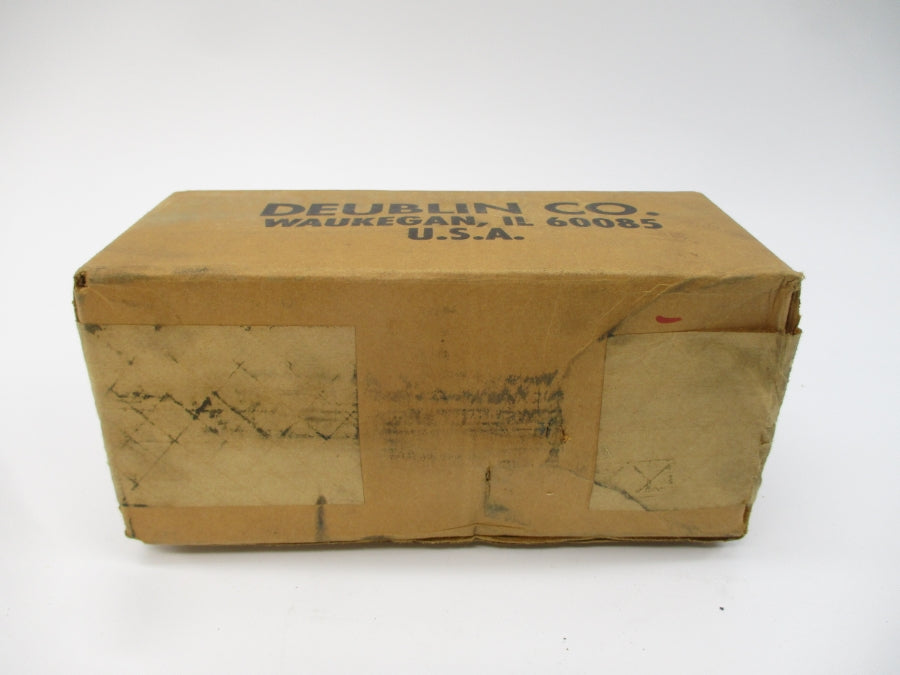 DEUBLIN CO.
WAUKEGAN, IL 60085
U.S.A.